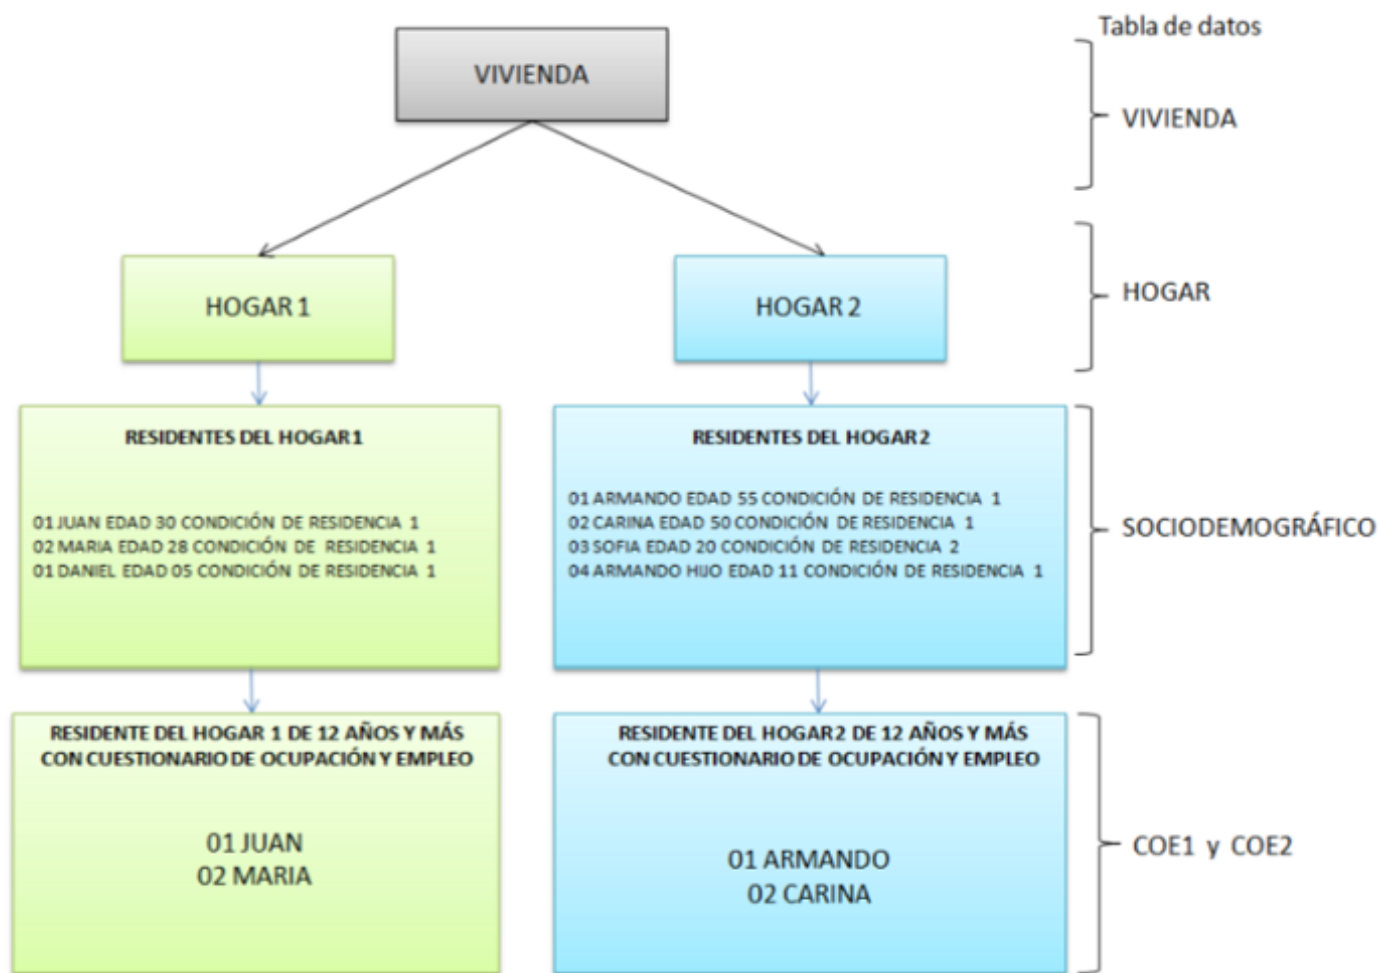 Tabla de datos
VIVIENDA
VIVIENDA
HOGAR 1
HOGAR 2
HOGAR
RESIDENTES DEL HOGAR 1
01 JUAN EDAD 30 CONDICIÓN DE RESIDENCIA 1
02 MARIA EDAD 28 CONDICIÓN DE RESIDENCIA 1
01 DANIEL EDAD 05 CONDICIÓN DE RESIDENCIA 1
RESIDENTES DEL HOGAR 2
01 ARMANDO EDAD 55 CONDICIÓN DE RESIDENCIA 1
02 CARINA EDAD 50 CONDICIÓN DE RESIDENCIA 1
03 SOFIA EDAD 20 CONDICIÓN DE RESIDENCIA 2
04 ARMANDO HIJO EDAD 11 CONDICIÓN DE RESIDENCIA 1
SOCIODEMOGRÁFICO
RESIDENTE DEL HOGAR 1 DE 12 AÑOS Y MÁS
CON CUESTIONARIO DE OCUPACIÓN Y EMPLEO
01 JUAN
02 MARIA
RESIDENTE DEL HOGAR 2 DE 12 AÑOS Y MÁS
CON CUESTIONARIO DE OCUPACIÓN Y EMPLEO
01 ARMANDO
02 CARINA
COE1 y COE2